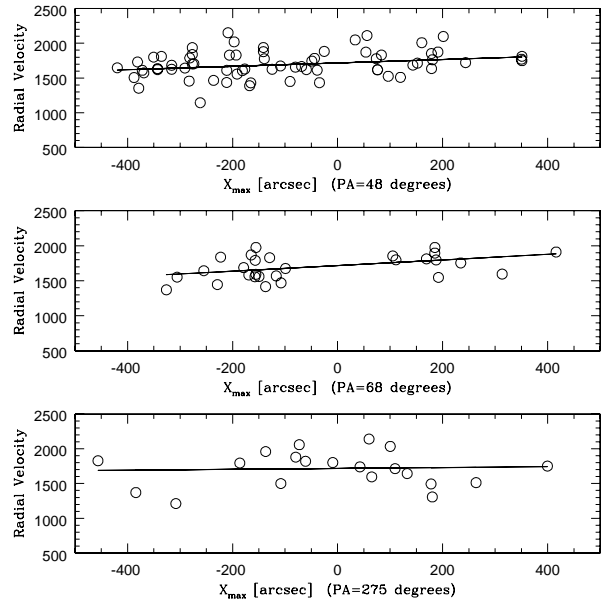 2500
2000
1500
1000
500
Radial Velocity
-400 -200 0 200 400
Xmax [arcsec] (PA=48 degrees)
2500
2000
1500
1000
500
Radial Velocity
-400 -200 0 200 400
Xmax [arcsec] (PA=68 degrees)
2500
2000
1500
1000
500
Radial Velocity
-400 -200 0 200 400
Xmax [arcsec] (PA=275 degrees)